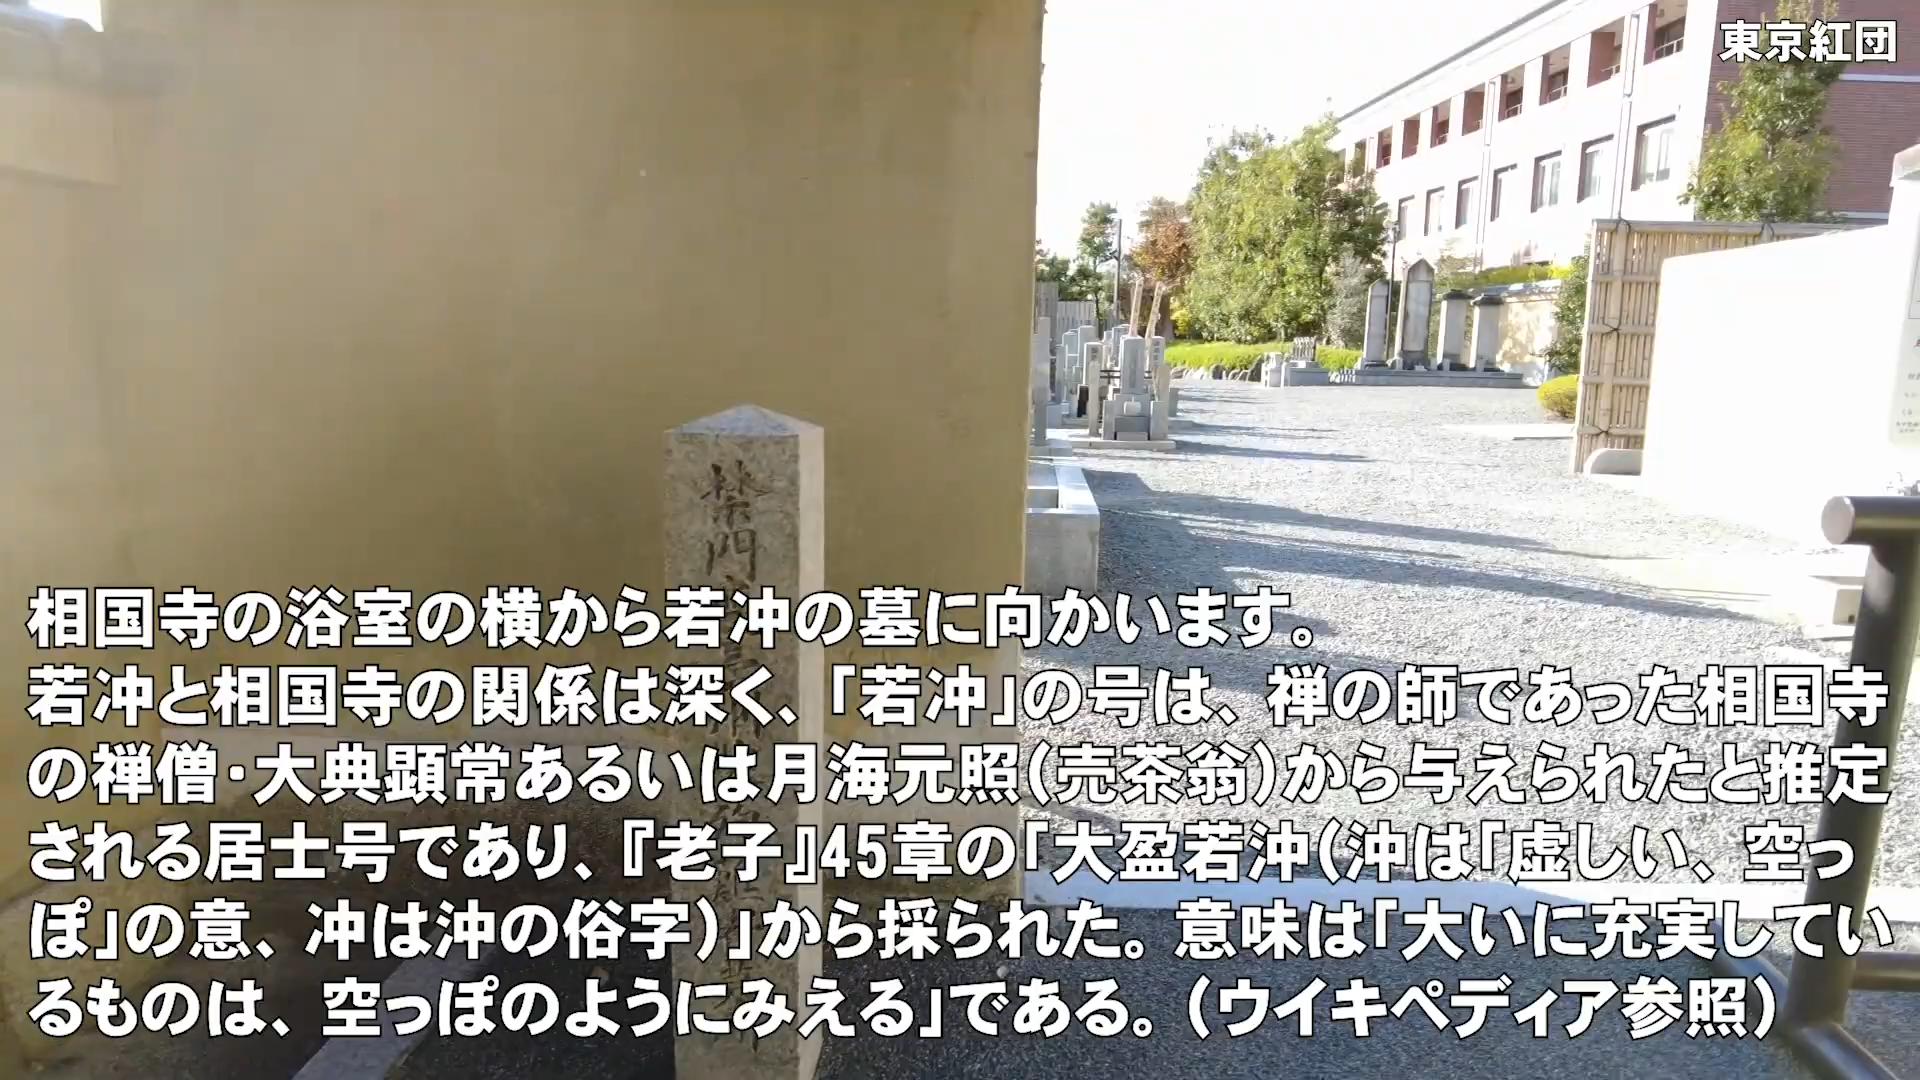 東京紅団
相国寺の浴室の横から若冲の墓に向かいます。
若冲と相国寺の関係は深く、「若冲」の号は、禅の師であった相国寺
の禅僧・大典顕常あるいは月海元照（売茶翁）から与えられたと推定
される居士号であり、『老子』45章の「大盈若沖（沖は「虚しい、空っ
ぽ」の意、冲は沖の俗字）」から採られた。意味は「大いに充実してい
るものは、空っぽのようにみえる」である。（ウイキペディア参照）
禁門